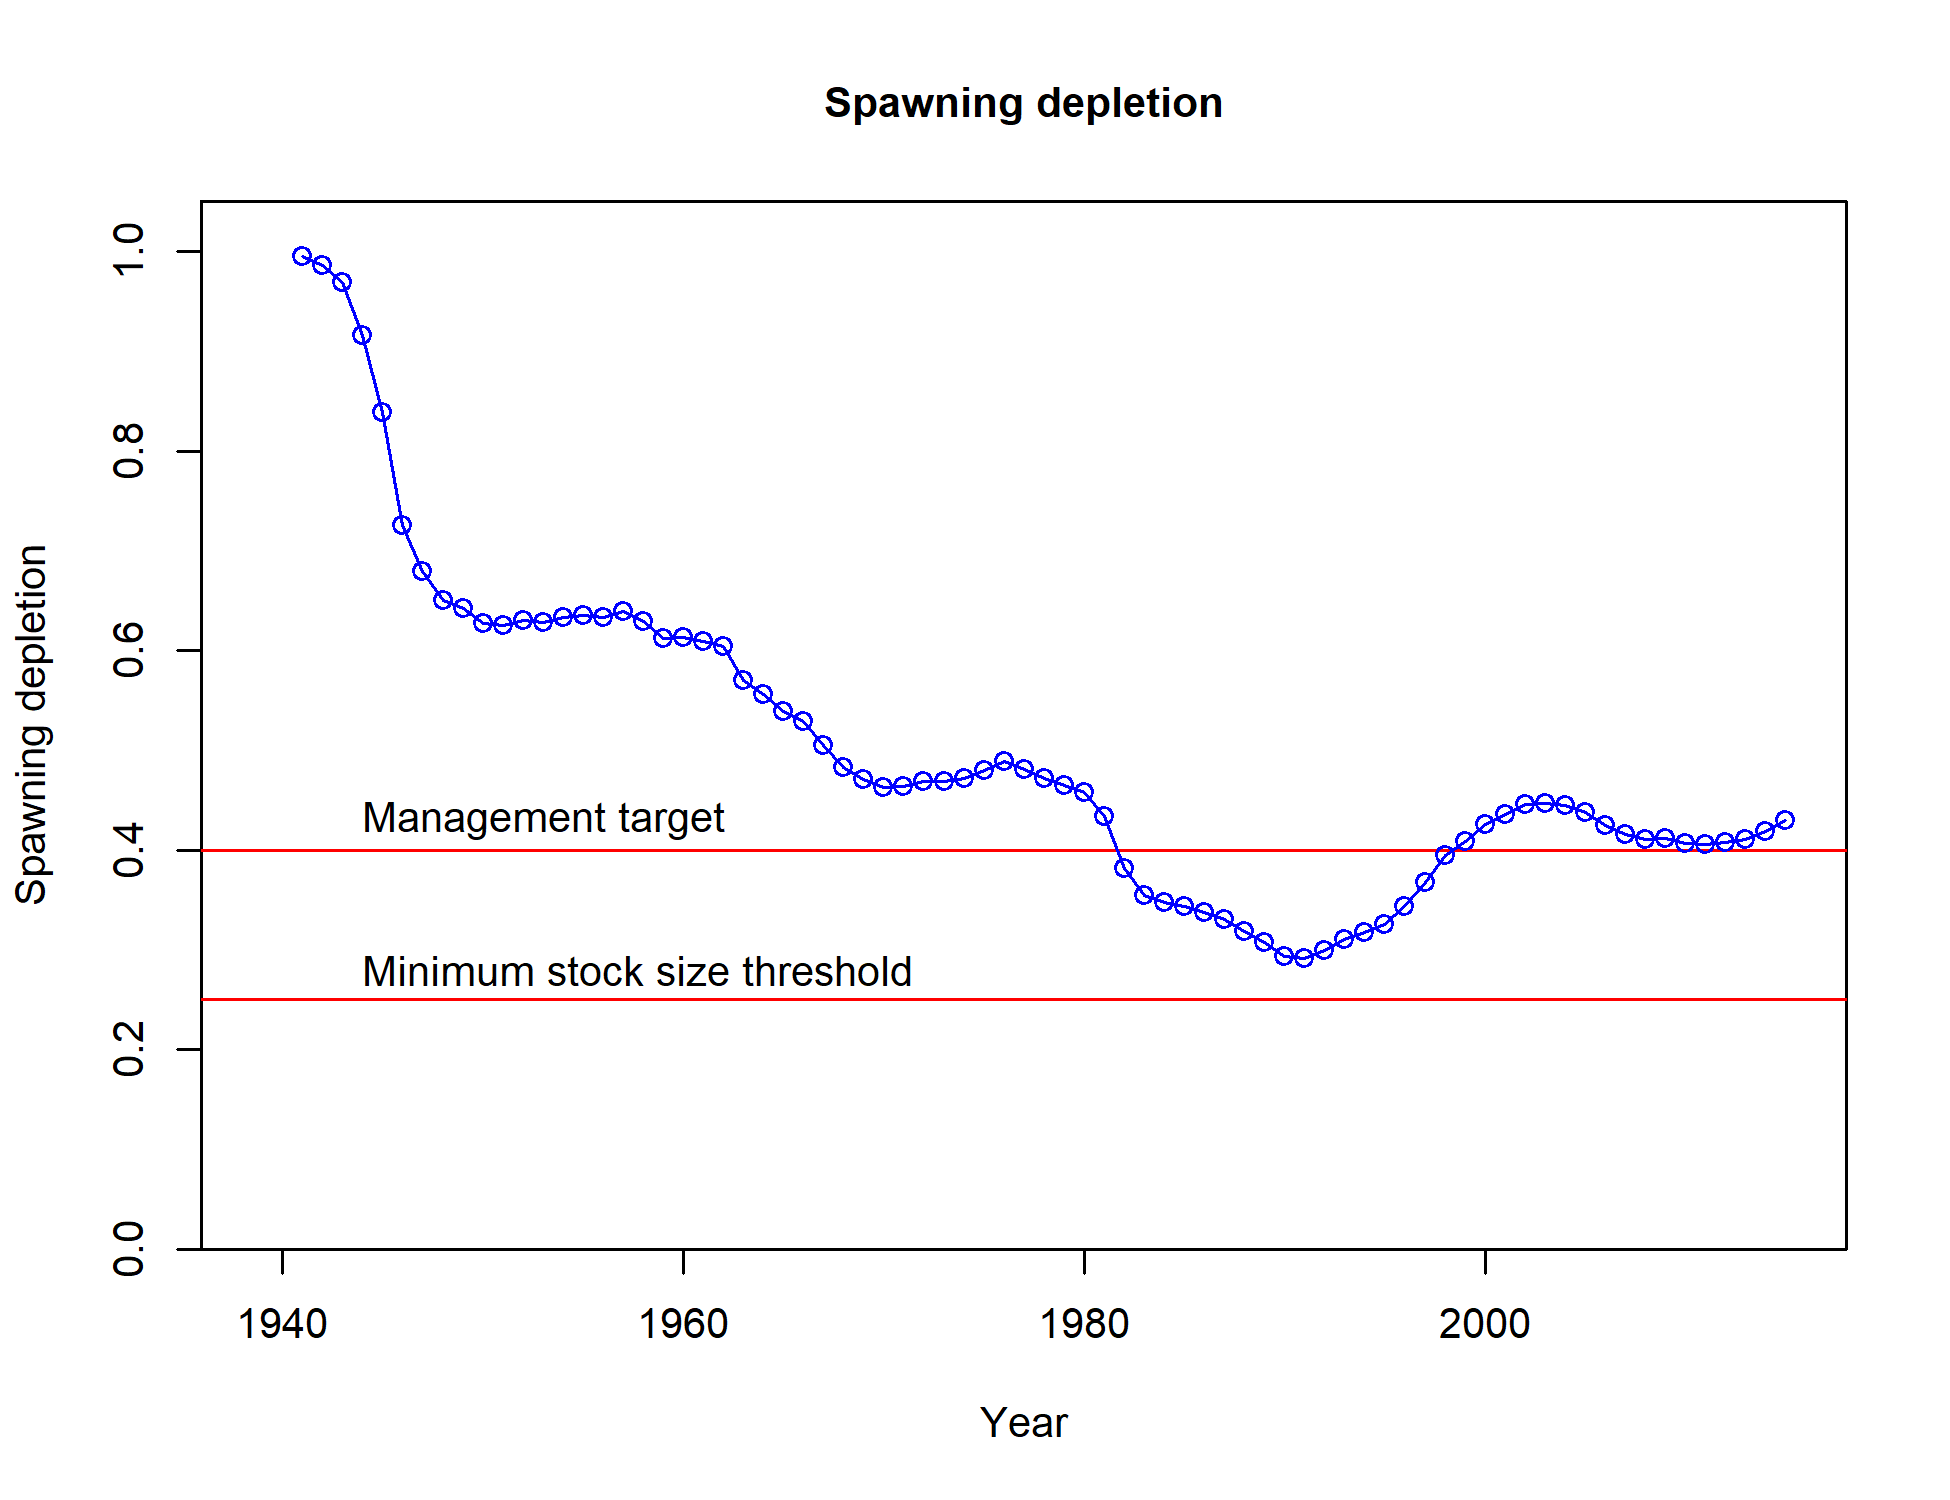 Spawning depletion
Spawning depletion
1.0
0.8
0.6
0.4
0.2
0.0
Management target
Minimum stock size threshold
1940 1960 1980 2000
Year